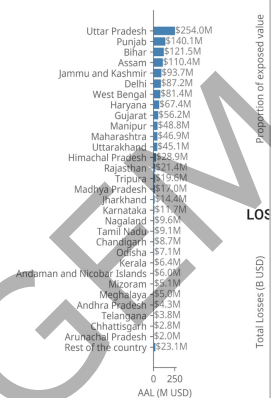 Uttar Pradesh $254.0M
Punjab $140.1M
Bihar $121.5M
Assam $110.4M
Jammu and Kashmir $93.7M
Delhi $87.2M
West Bengal $81.4M
Haryana $67.4M
Gujarat $56.2M
Manipur $48.8M
Maharashtra $46.9M
Uttarakhand $45.1M
Himachal Pradesh $28.9M
Rajasthan $21.4M
Tripura $19.6M
Madhya Pradesh $17.0M
Jharkhand $14.4M
Karnataka $11.7M
Nagaland $9.6M
Tamil Nadu $9.1M
Chandigarh $8.7M
Odisha $7.1M
Kerala $6.4M
Andaman and Nicobar Islands $6.0M
Mizoram $5.1M
Meghalaya $5.0M
Andhra Pradesh $4.3M
Telangana $3.8M
Chhattisgarh $2.8M
Arunachal Pradesh $2.0M
Rest of the country $23.1M
0 250
AAL (M USD)
Proportion of exposed value
LOS
Total Losses (B USD)
GEM